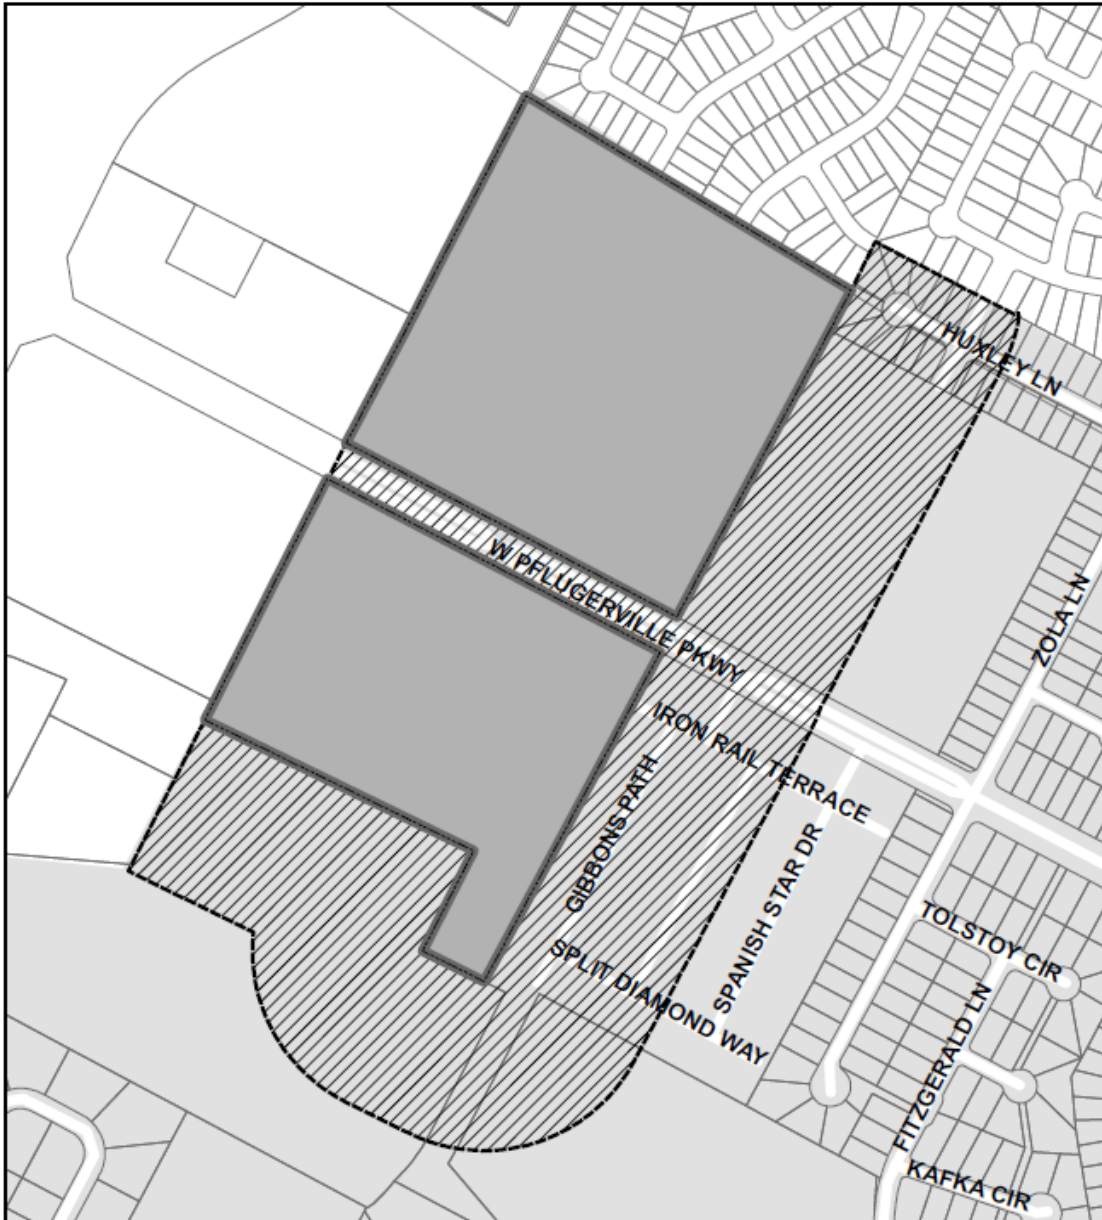 HUXLEY LN
W PFLUGERVILLE PKWY
ZOLA LN
IRON RAIL TERRACE
GIBBONS PATH
SPANISH STAR DR
SPLIT DIAMOND WAY
TOLSTOY CIR
FITZGERALD LN
KAFKA CIR